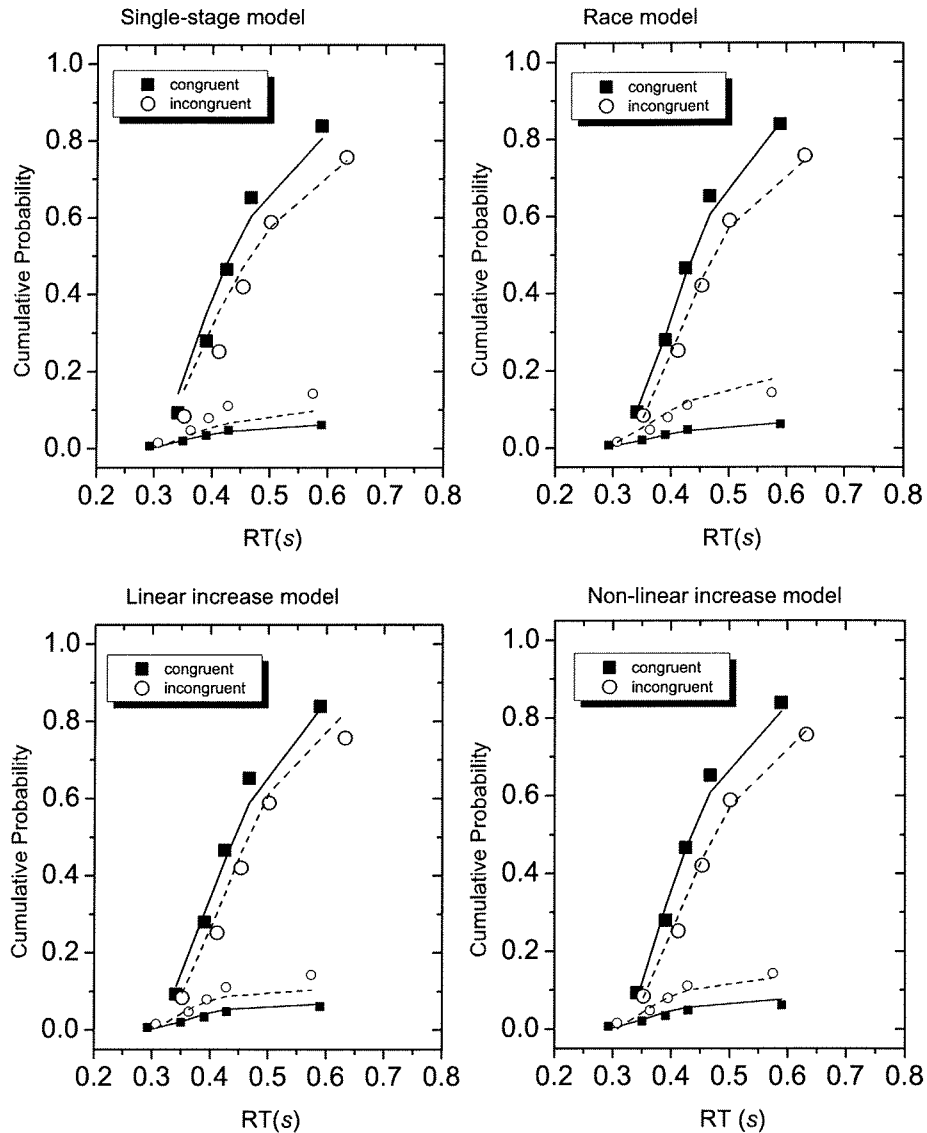 Single-stage model
Race model
1.0
0.8
0.6
0.4
0.2
0.0
Cumulative Probability
congruent
incongruent
0.2 0.3 0.4 0.5 0.6 0.7 0.8
RT(s)
1.0
0.8
0.6
0.4
0.2
0.0
Cumulative Probability
congruent
incongruent
0.2 0.3 0.4 0.5 0.6 0.7 0.8
RT(s)
Linear increase model
Non-linear increase model
1.0
0.8
0.6
0.4
0.2
0.0
Cumulative Probability
congruent
incongruent
0.2 0.3 0.4 0.5 0.6 0.7 0.8
RT(s)
1.0
0.8
0.6
0.4
0.2
0.0
Cumulative Probability
congruent
incongruent
0.2 0.3 0.4 0.5 0.6 0.7 0.8
RT (s)